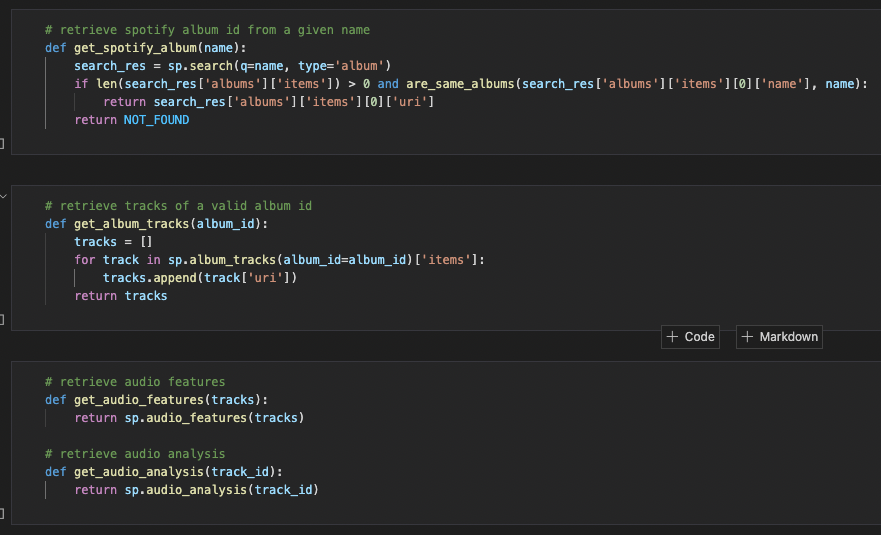 # retrieve spotify album id from a given name
def get_spotify_album(name):
    search_res = sp.search(q=name, type='album')
    if len(search_res['albums']['items']) > 0 and are_same_albums(search_res['albums']['items'][0]['name'], name):
        return search_res['albums']['items'][0]['uri']
    return NOT_FOUND
# retrieve tracks of a valid album id
def get_album_tracks(album_id):
    tracks = []
    for track in sp.album_tracks(album_id=album_id)['items']:
        tracks.append(track['uri'])
    return tracks
+ Code + Markdown
# retrieve audio features
def get_audio_features(tracks):
    return sp.audio_features(tracks)
# retrieve audio analysis
def get_audio_analysis(track_id):
    return sp.audio_analysis(track_id)